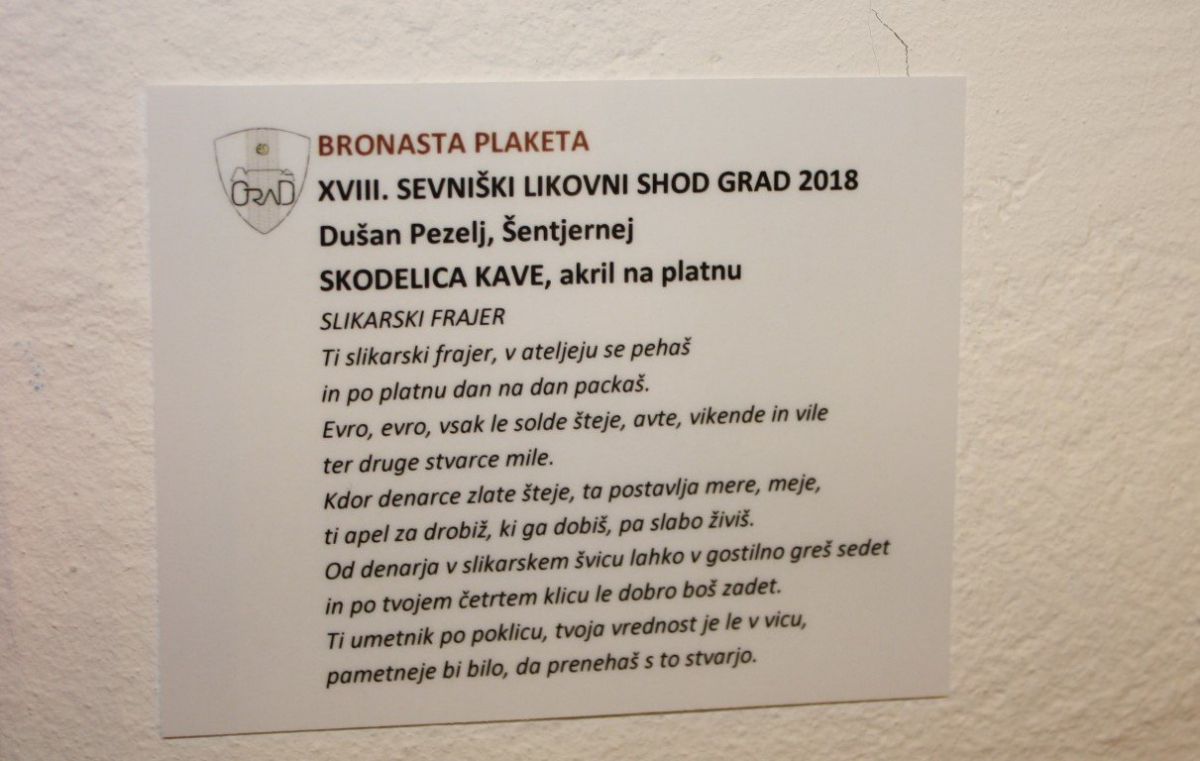 GRAD
BRONASTA PLAKETA
XVIII. SEVNIŠKI LIKOVNI SHOD GRAD 2018
Dušan Pezelj, Šentjernej
SKODELICA KAVE, akril na platnu
SLIKARSKI FRAJER
Ti slikarski frajer, v ateljeju se pehaš
in po platnu dan na dan packaš.
Evro, evro, vsak le solde šteje, avte, vikende in vile
ter druge stvarce mile.
Kdor denarce zlate šteje, ta postavlja mere, meje,
ti apel za drobiž, ki ga dobiš, pa slabo živiš.
Od denarja v slikarskem švicu lahko v gostilno greš sedet
in po tvojem četrtem klicu le dobro boš zadet.
Ti umetnik po poklicu, tvoja vrednost je le v vicu,
pametneje bi bilo, da prenehaš s to stvarjo.